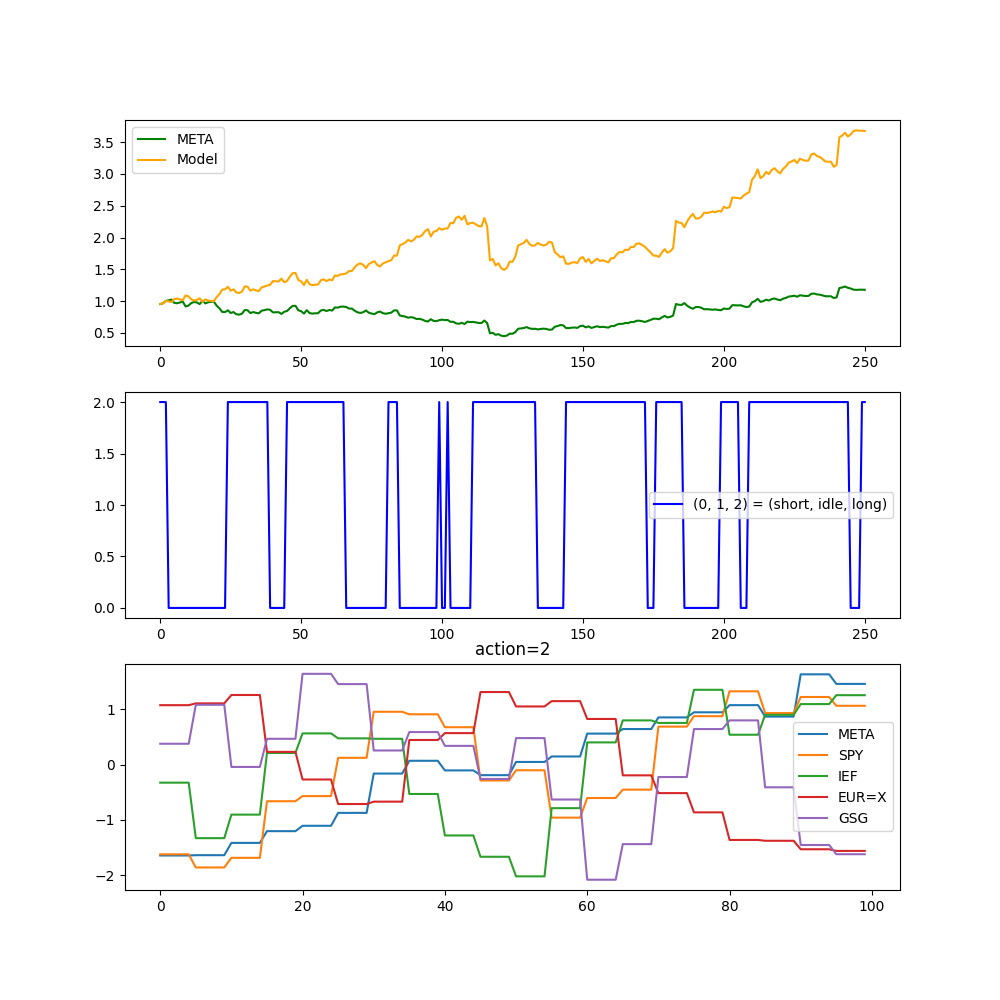 3.5
3.0
2.5
2.0
1.5
1.0
0.5
META
Model
0 50 100 150 200 250
2.0
1.5
1.0
0.5
0.0
(0, 1, 2) = (short, idle, long)
0 50 100 150 200 250
action=2
1
0
−1
−2
META
SPY
IEF
EUR=X
GSG
0 20 40 60 80 100